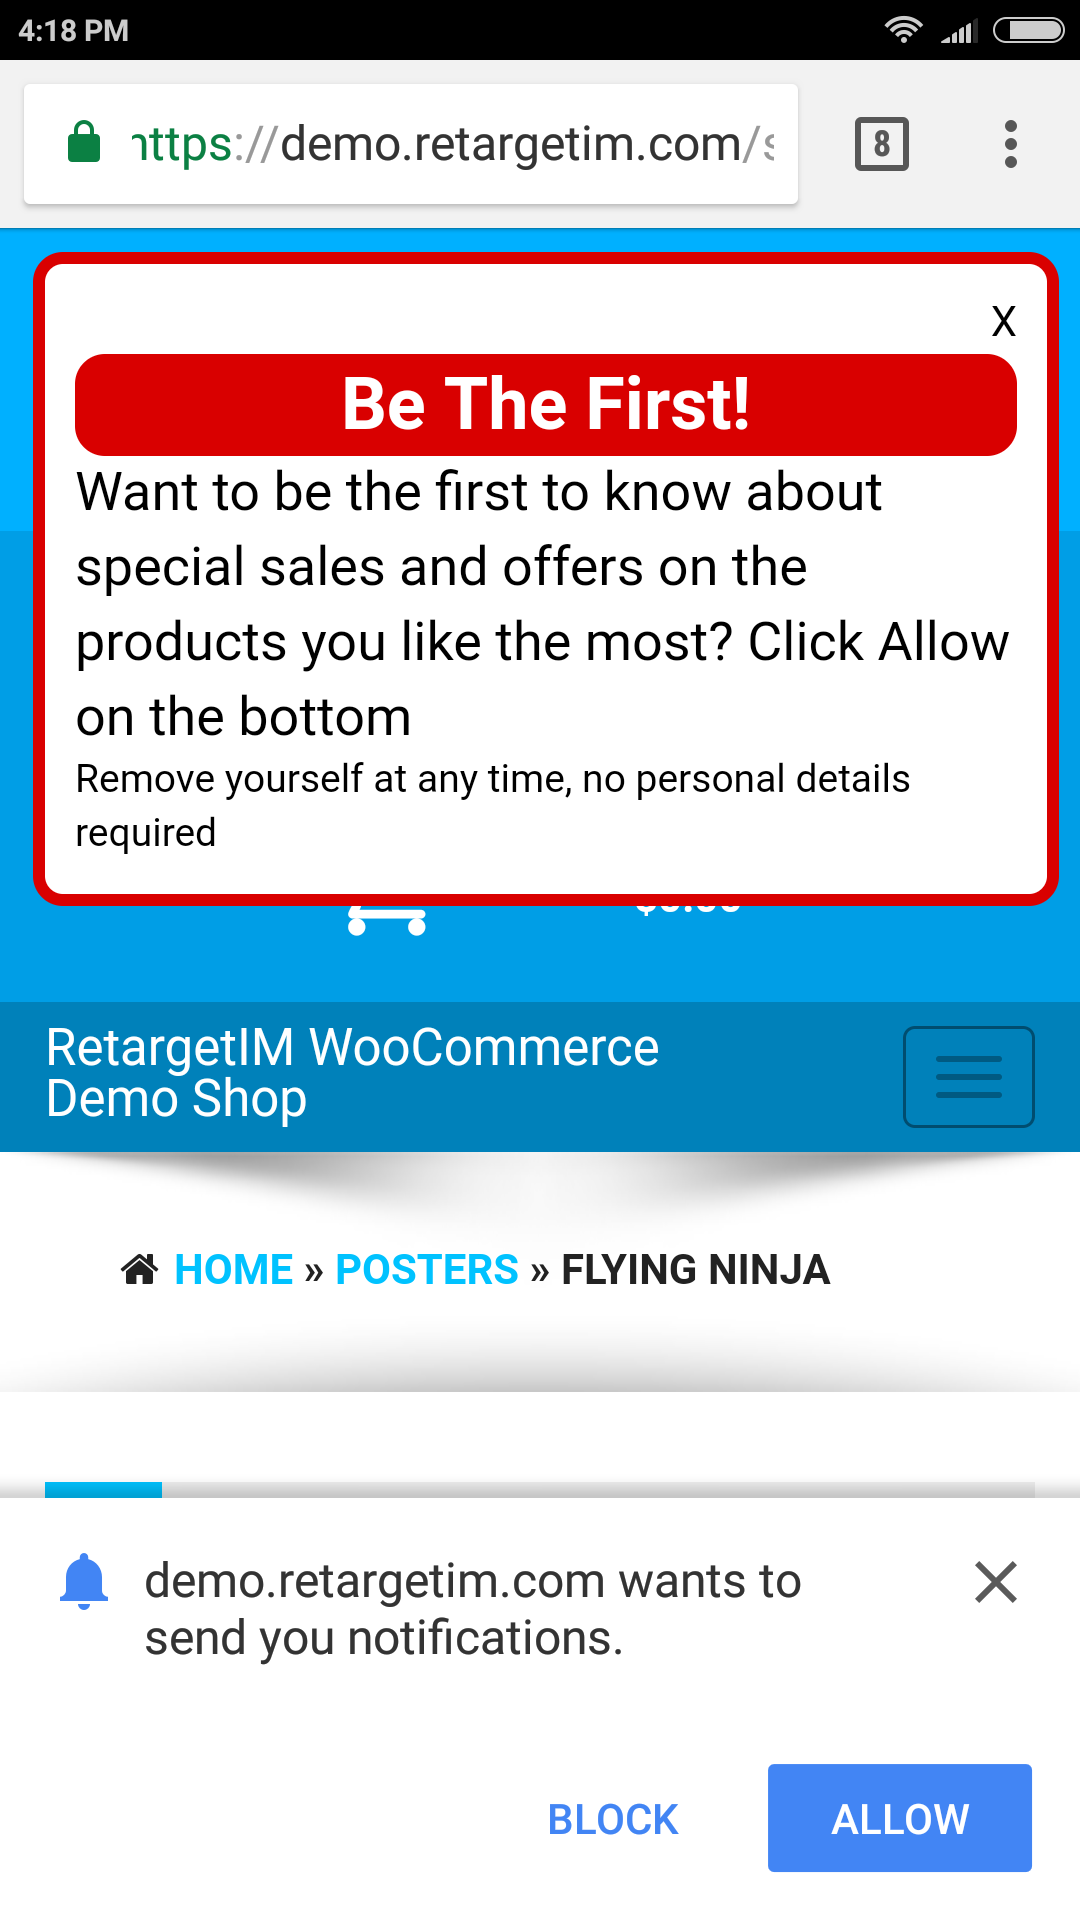 4:18 PM
https://demo.retargetim.com/s
8
X
Be The First!
Want to be the first to know about
special sales and offers on the
products you like the most? Click Allow
on the bottom
Remove yourself at any time, no personal details
required
RetargetIM WooCommerce
Demo Shop
HOME » POSTERS » FLYING NINJA
demo.retargetim.com wants to
send you notifications.
BLOCK
ALLOW